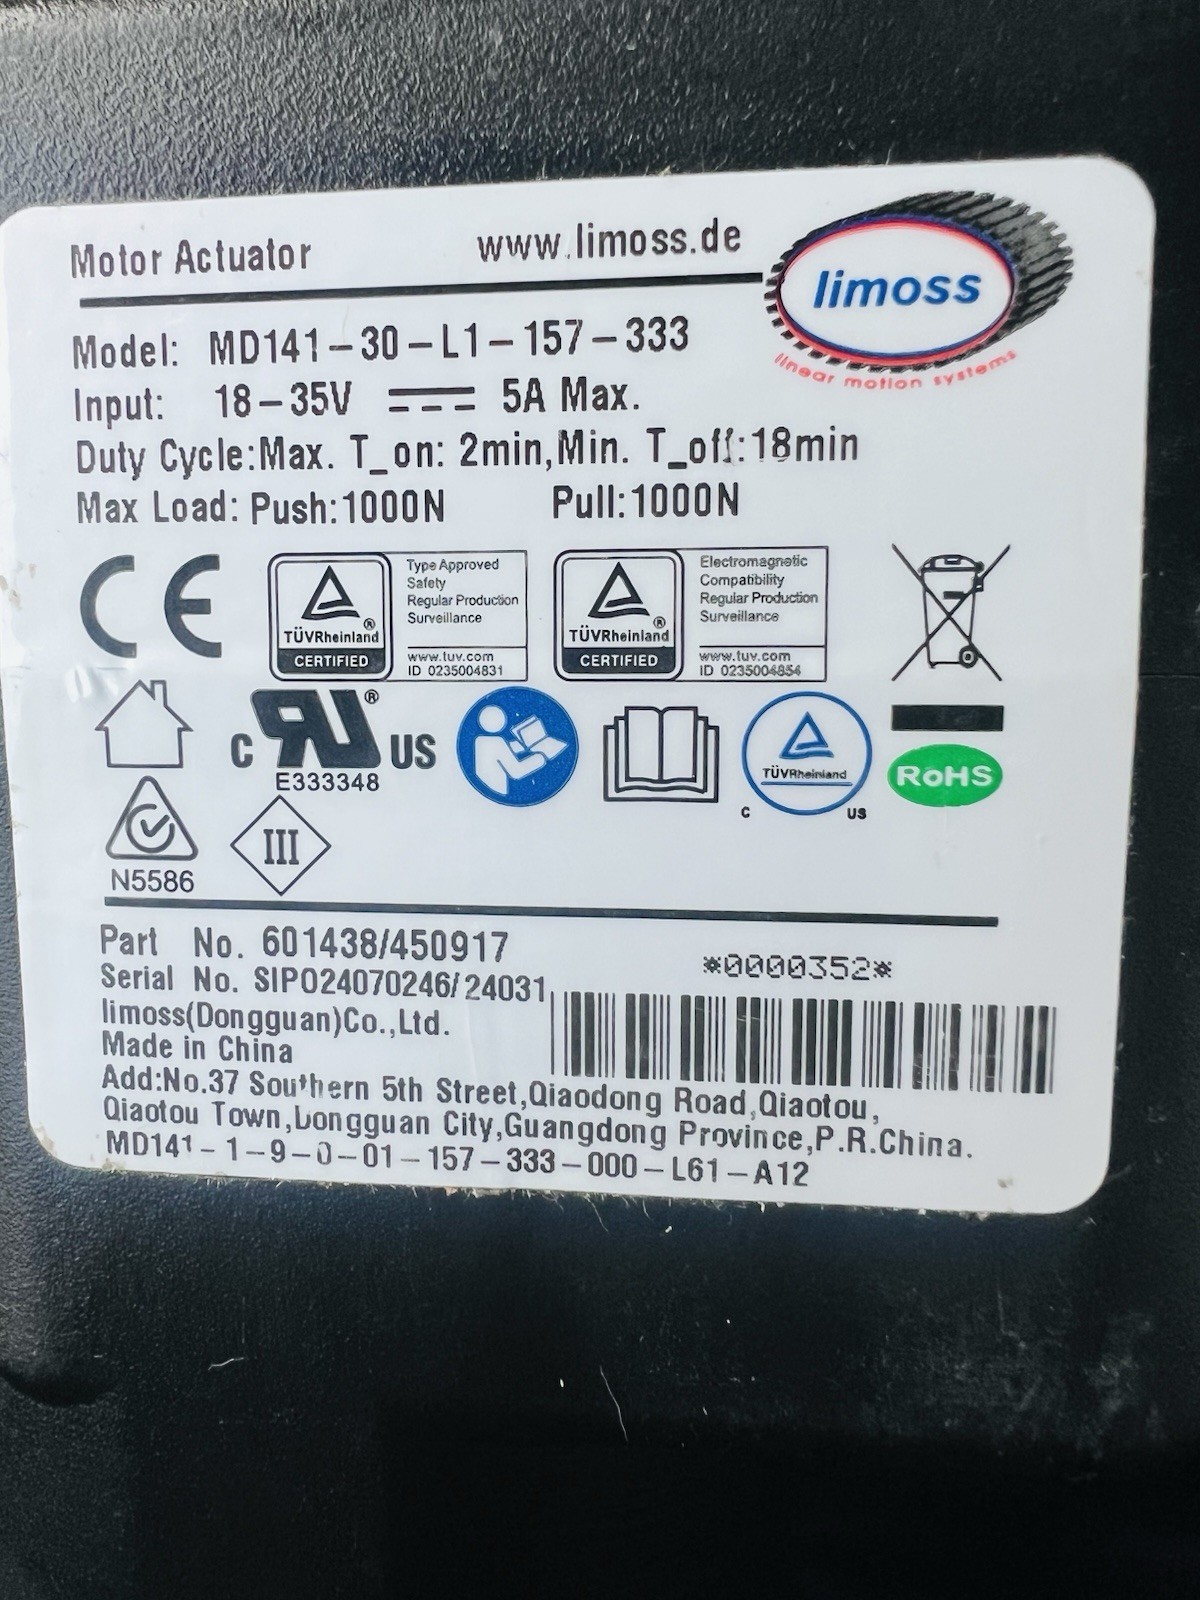 Motor Actuator www.limoss.de
limoss
linear motion systems
Model: MD141-30-L1-157-333
Input: 18-35V 5A Max.
Duty Cycle:Max. T_on: 2min,Min. T_off:18min
Max Load: Push:1000N Pull:1000N
CE
TÜVRheinland®
CERTIFIED
Type Approved
Safety
Regular Production
Surveillance
www.tuv.com
ID 0235004831
TÜVRheinland®
CERTIFIED
Electromagnetic
Compatibility
Regular Production
Surveillance
www.tuv.com
ID 0235004854
C RU® US
E333348
TÜVRheinland
C US
RoHS
N5586
III
Part No. 601438/450917
Serial No. SIPO24070246/24031
*0000352*
limoss(Dongguan)Co.,Ltd.
Made in China
Add:No.37 Southern 5th Street,Qiaodong Road,Qiaotou,
Qiaotou Town,Dongguan City,Guangdong Province,P.R.China.
MD141-1-9-0-01-157-333-000-L61-A12